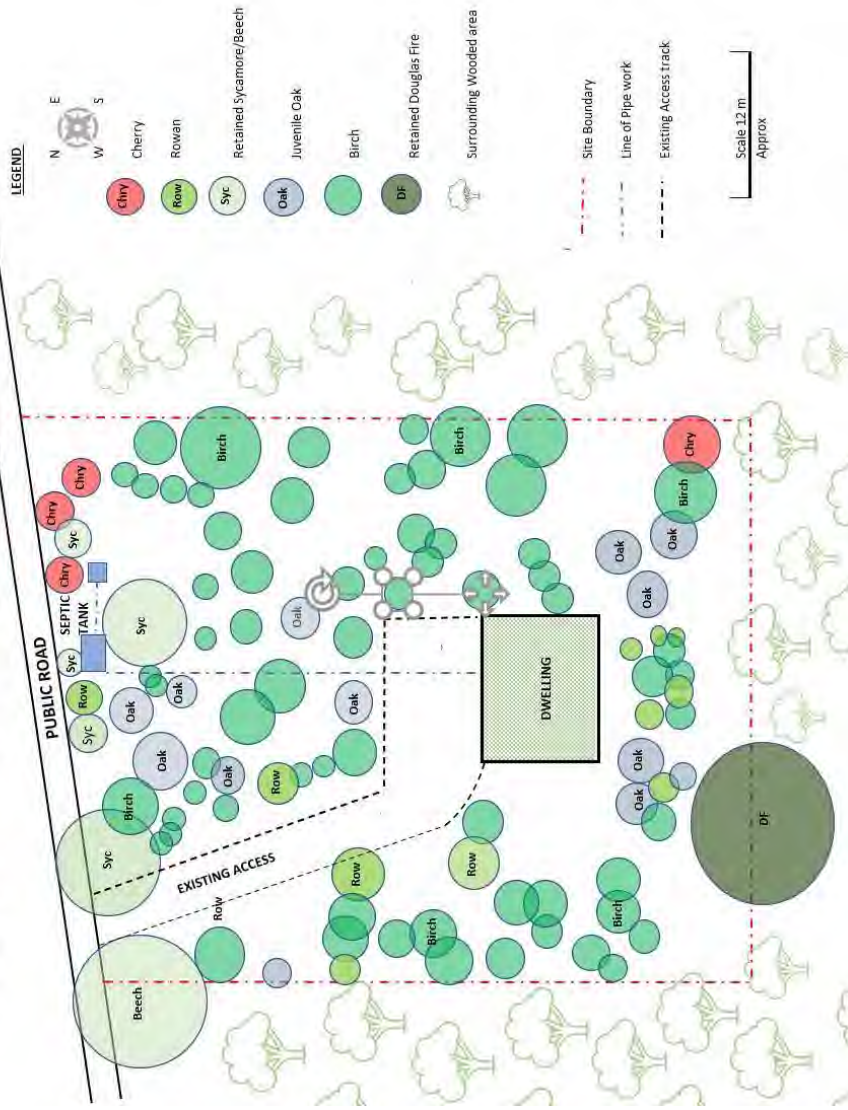 LEGEND
N
E
W
S
Chry
Cherry
Row
Rowan
Syc
Retained Sycamore/Beech
Oak
Juvenile Oak
Birch
DF
Retained Douglas Fire
Surrounding Wooded area
Site Boundary
Line of Pipe work
Existing Access track
Scale 12 m
Approx
PUBLIC ROAD
SEPTIC
TANK
Beech
Syc
Birch
Syc
Row
Syc
Chry
Syc
Chry
Chry
Oak
Oak
Oak
Oak
Syc
Birch
EXISTING ACCESS
Row
Row
Oak
Oak
Row
Row
Birch
Birch
DWELLING
Birch
Oak
Oak
Oak
Oak
Oak
Birch
Chry
DF